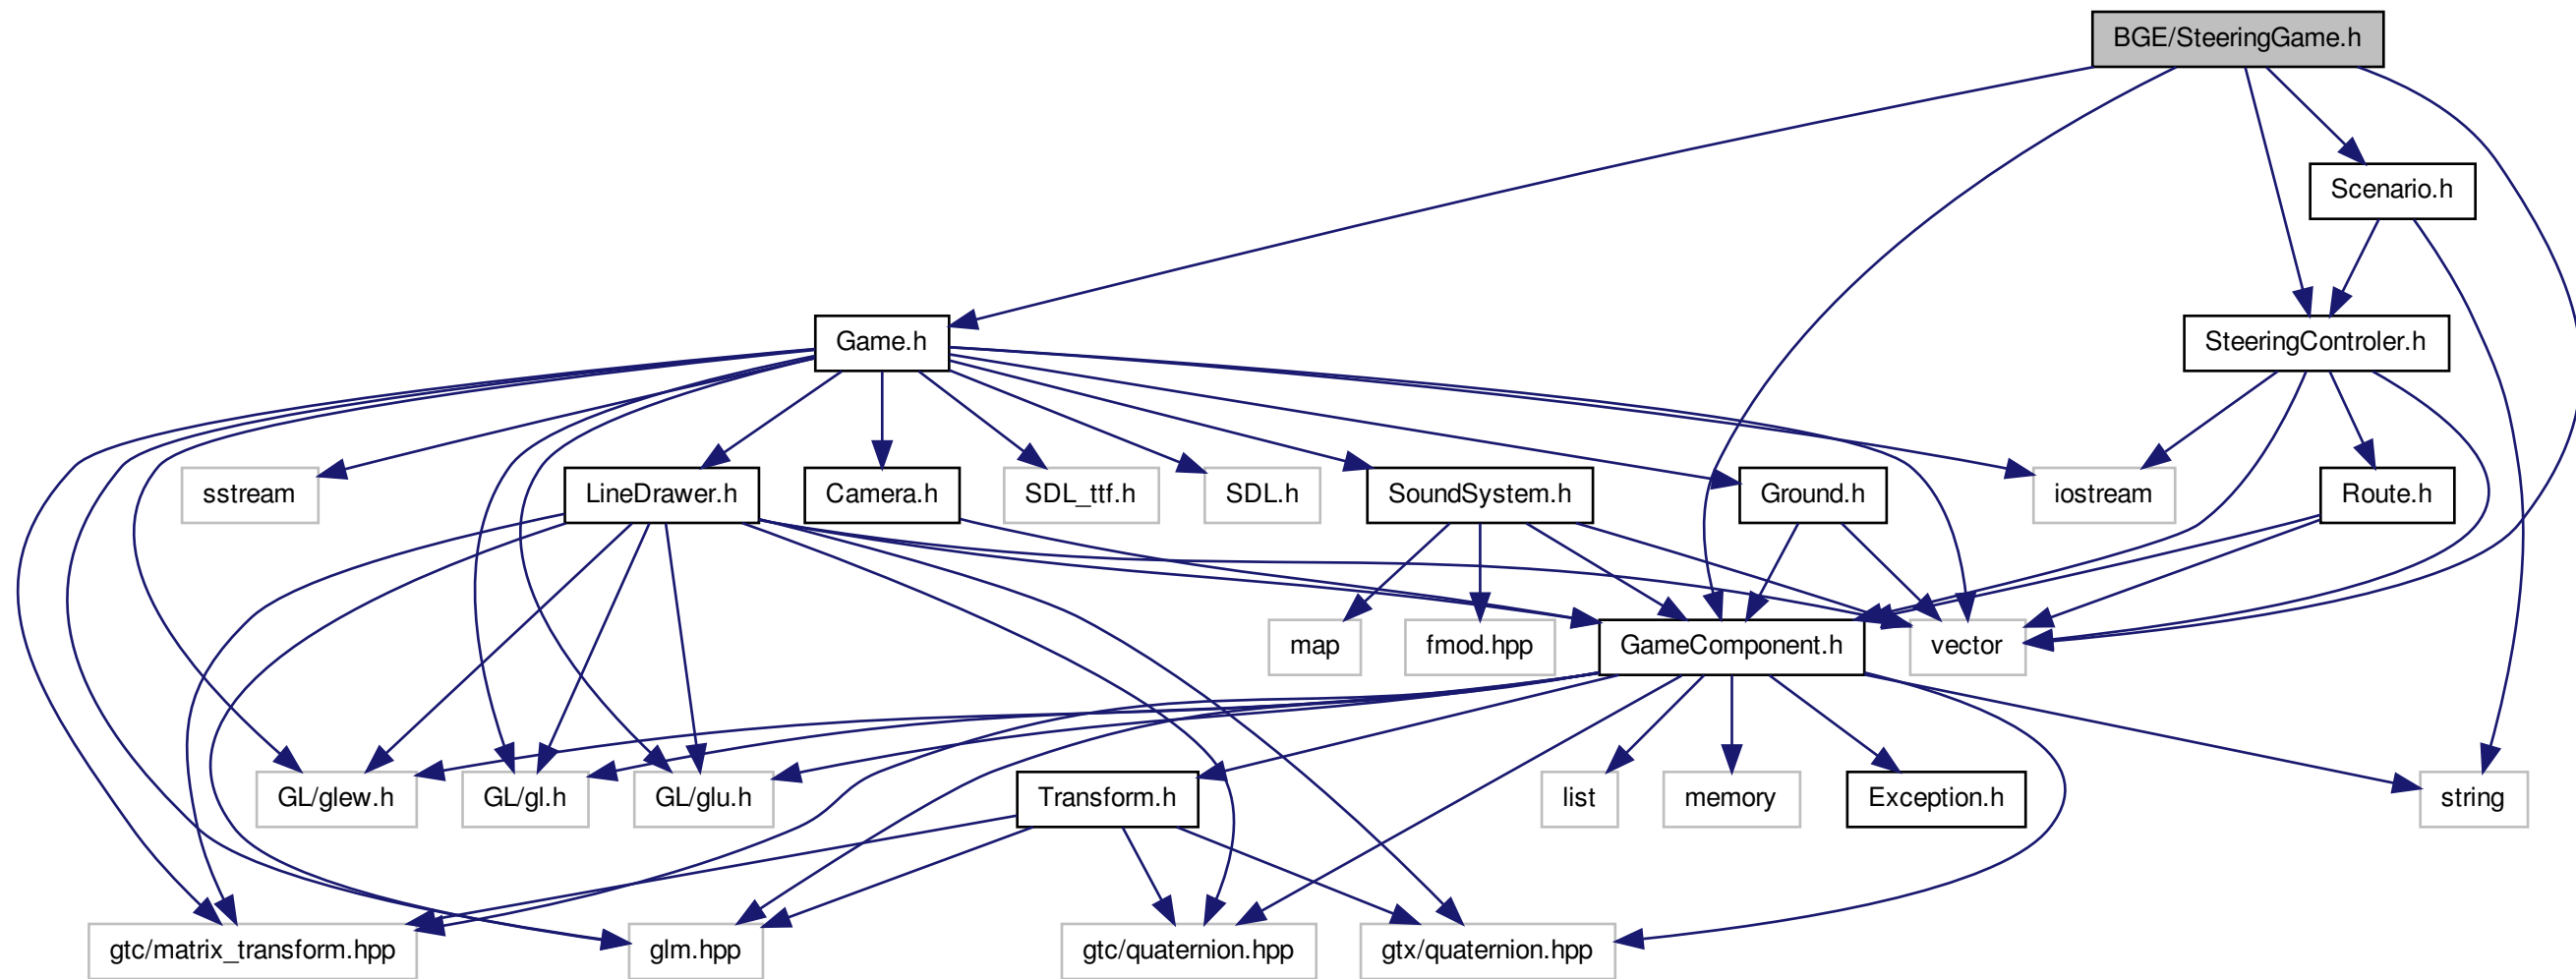 BGE/SteeringGame.h
Scenario.h
Game.h
SteeringControler.h
sstream
LineDrawer.h
Camera.h
SDL_ttf.h
SDL.h
SoundSystem.h
Ground.h
iostream
Route.h
map
fmod.hpp
GameComponent.h
vector
GL/glew.h
GL/gl.h
GL/glu.h
Transform.h
list
memory
Exception.h
string
gtc/matrix_transform.hpp
glm.hpp
gtc/quaternion.hpp
gtx/quaternion.hpp